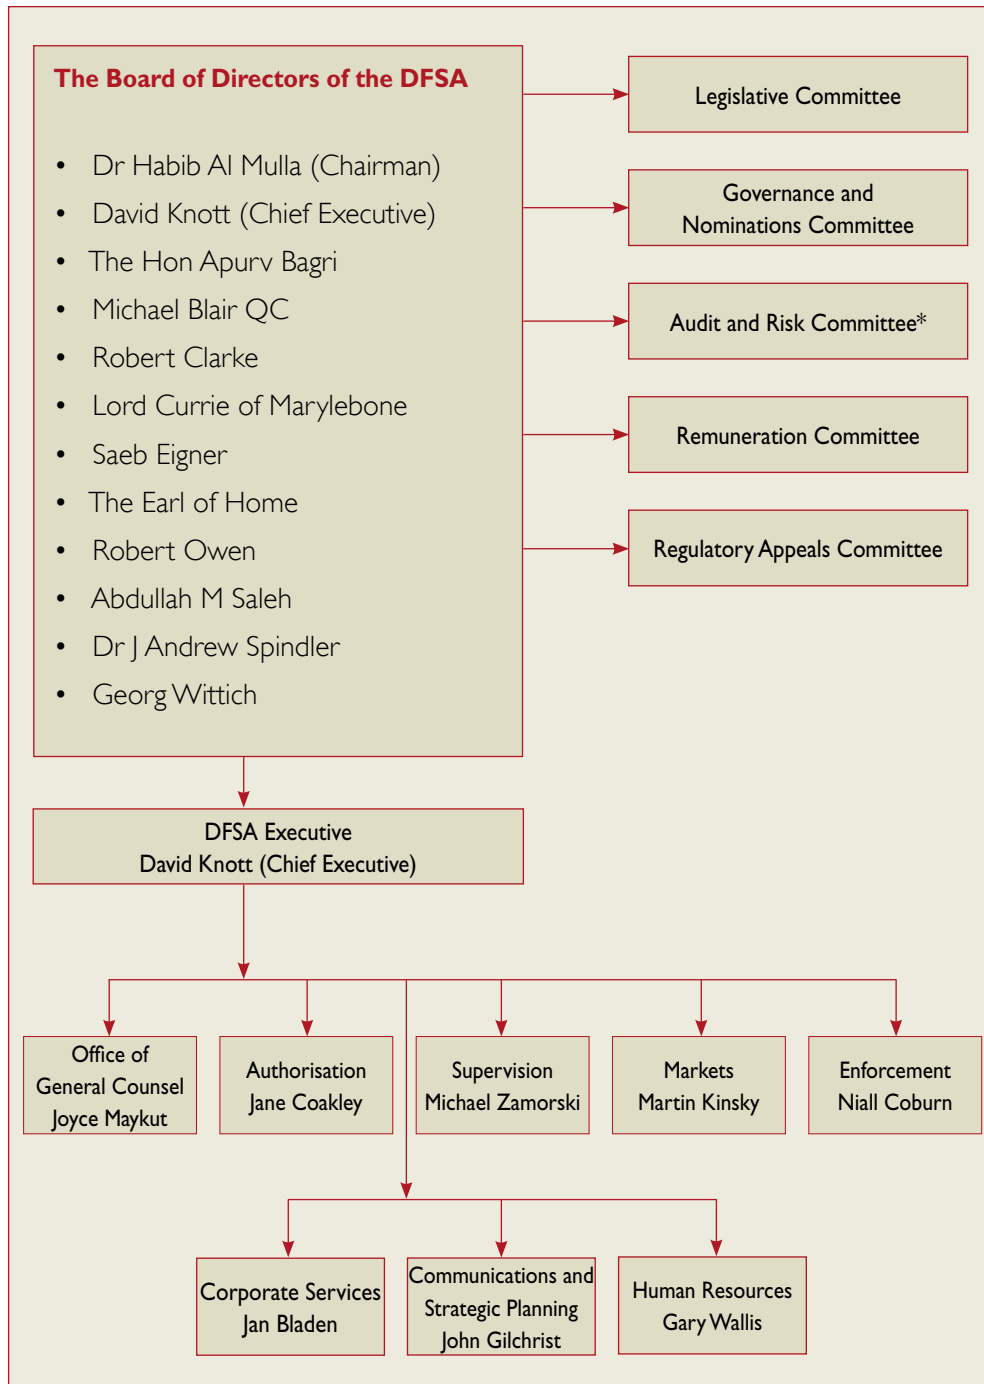 The Board of Directors of the DFSA
• Dr Habib Al Mulla (Chairman)
• David Knott (Chief Executive)
• The Hon Apurv Bagri
• Michael Blair QC
• Robert Clarke
• Lord Currie of Marylebone
• Saeb Eigner
• The Earl of Home
• Robert Owen
• Abdullah M Saleh
• Dr J Andrew Spindler
• Georg Wittich
Legislative Committee
Governance and
Nominations Committee
Audit and Risk Committee*
Remuneration Committee
Regulatory Appeals Committee
DFSA Executive
David Knott (Chief Executive)
Office of
General Counsel
Joyce Maykut
Authorisation
Jane Coakley
Supervision
Michael Zamorski
Markets
Martin Kinsky
Enforcement
Niall Coburn
Corporate Services
Jan Bladen
Communications and
Strategic Planning
John Gilchrist
Human Resources
Gary Wallis